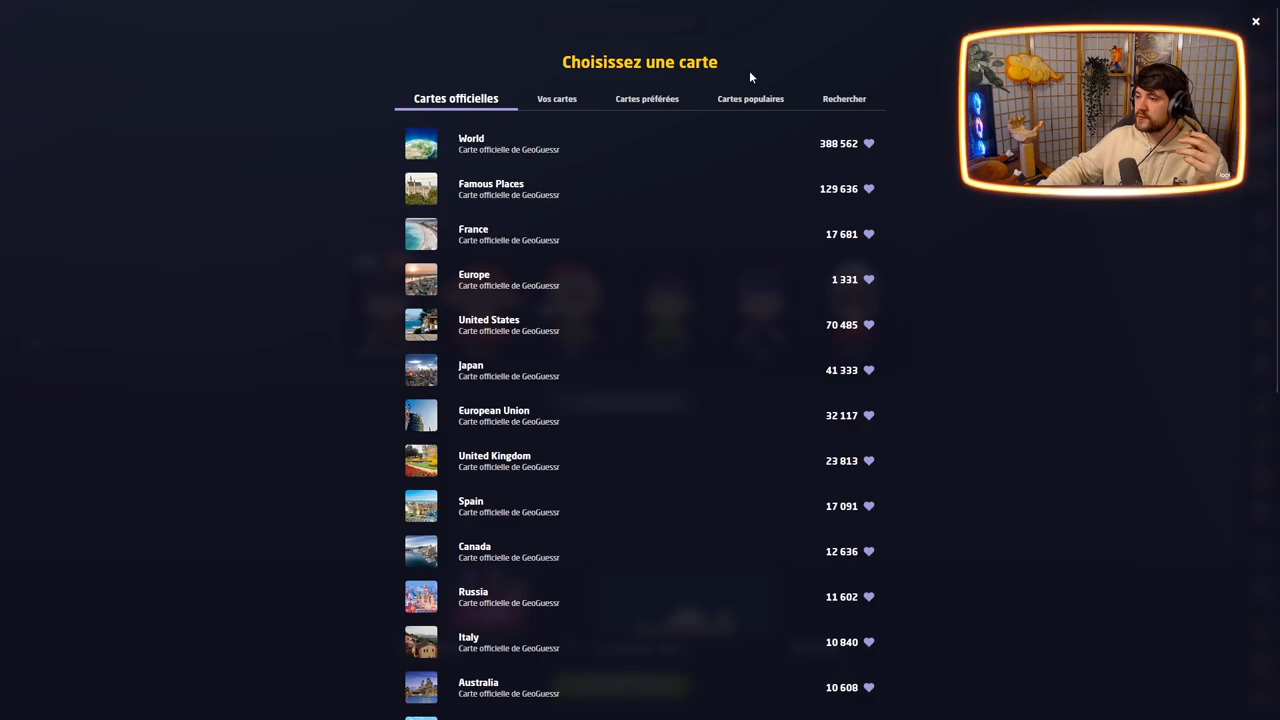 Choisissez une carte
Cartes officielles Vos cartes Cartes préférées Cartes populaires Rechercher
World
Carte officielle de GeoGuessr
388 562
Famous Places
Carte officielle de GeoGuessr
129 636
France
Carte officielle de GeoGuessr
17 681
Europe
Carte officielle de GeoGuessr
1 331
United States
Carte officielle de GeoGuessr
70 485
Japan
Carte officielle de GeoGuessr
41 333
European Union
Carte officielle de GeoGuessr
32 117
United Kingdom
Carte officielle de GeoGuessr
23 813
Spain
Carte officielle de GeoGuessr
17 091
Canada
Carte officielle de GeoGuessr
12 636
Russia
Carte officielle de GeoGuessr
11 602
Italy
Carte officielle de GeoGuessr
10 840
Australia
Carte officielle de GeoGuessr
10 608